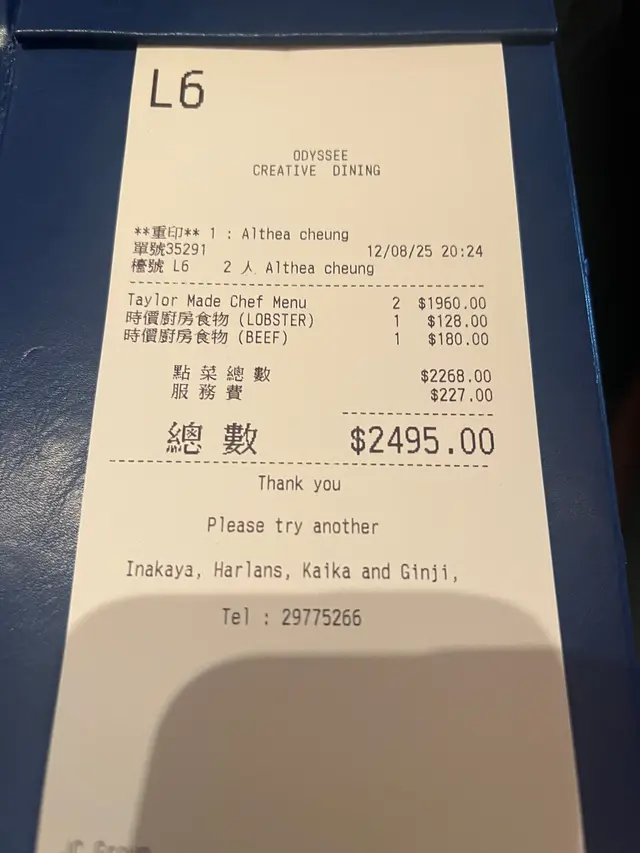 L6
ODYSSEE
CREATIVE DINING
**重印** 1 : Althea cheung
單號35291 12/08/25 20:24
檯號 L6 2 人 Althea cheung
Taylor Made Chef Menu 2 $1960.00
時價廚房食物 (LOBSTER) 1 $128.00
時價廚房食物 (BEEF) 1 $180.00
點菜總數 $2268.00
服務費 $227.00
總數 $2495.00
Thank you
Please try another
Inakaya, Harlans, Kaika and Ginji,
Tel : 29775266